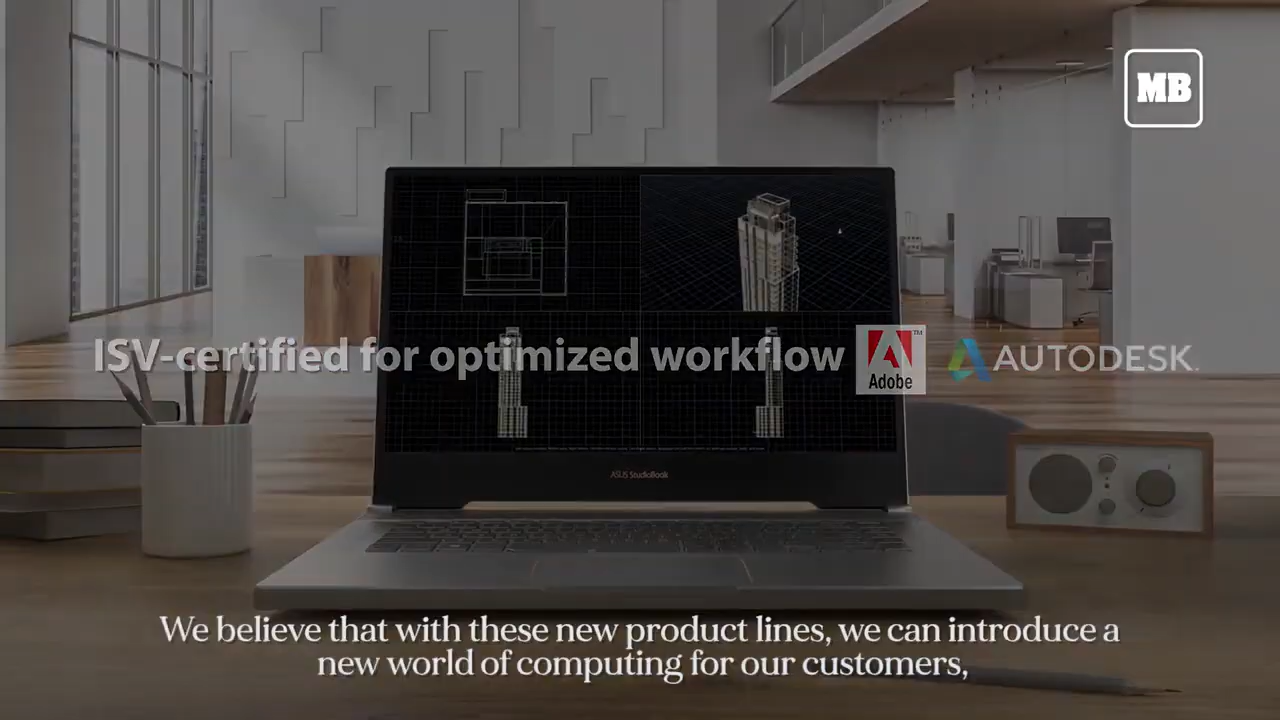 MB
ISV-certified for optimized workflow
Adobe™
AUTODESK.
ASUS StudioBook
We believe that with these new product lines, we can introduce a
new world of computing for our customers,